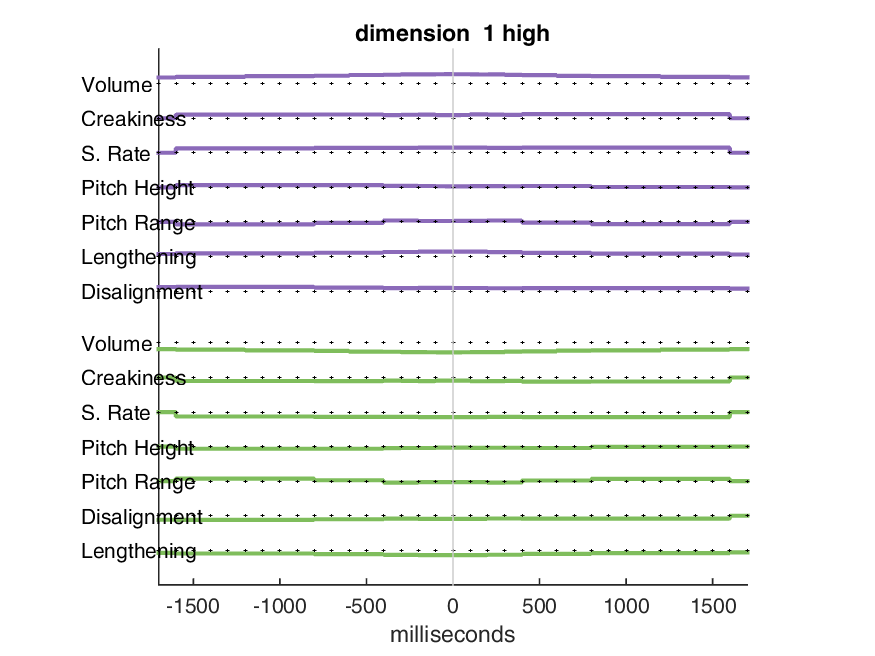 dimension  1 high
Volume
Creakiness
S. Rate
Pitch Height
Pitch Range
Lengthening
Disalignment
Volume
Creakiness
S. Rate
Pitch Height
Pitch Range
Disalignment
Lengthening
-1500 -1000 -500 0 500 1000 1500
milliseconds